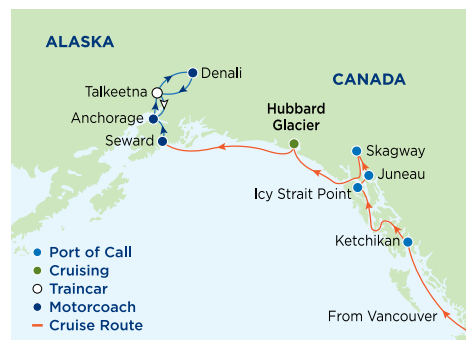 ALASKA
Denali
CANADA
Talkeetna
Hubbard
Glacier
Anchorage
Seward
Skagway
Juneau
Icy Strait Point
Ketchikan
Port of Call
Cruising
Traincar
Motorcoach
Cruise Route
From Vancouver